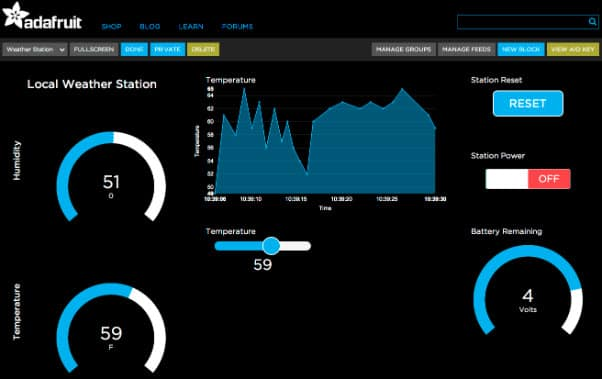 adafruit
SHOP BLOG LEARN FORUMS
Weather Station FULLSCREEN DONE PRIVATE DELETE MANAGE GROUPS MANAGE FEEDS NEW BLOCK VIEW AIO KEY
Local Weather Station
Humidity
51
0
Temperature
59
F
Temperature
Temperature
65
64
62
60
58
56
54
52
50
49
10:39:06 10:39:10 10:39:15 10:39:20 10:39:25 10:39:30
Time
Temperature
59
Station Reset
RESET
Station Power
OFF
Battery Remaining
4
Volts